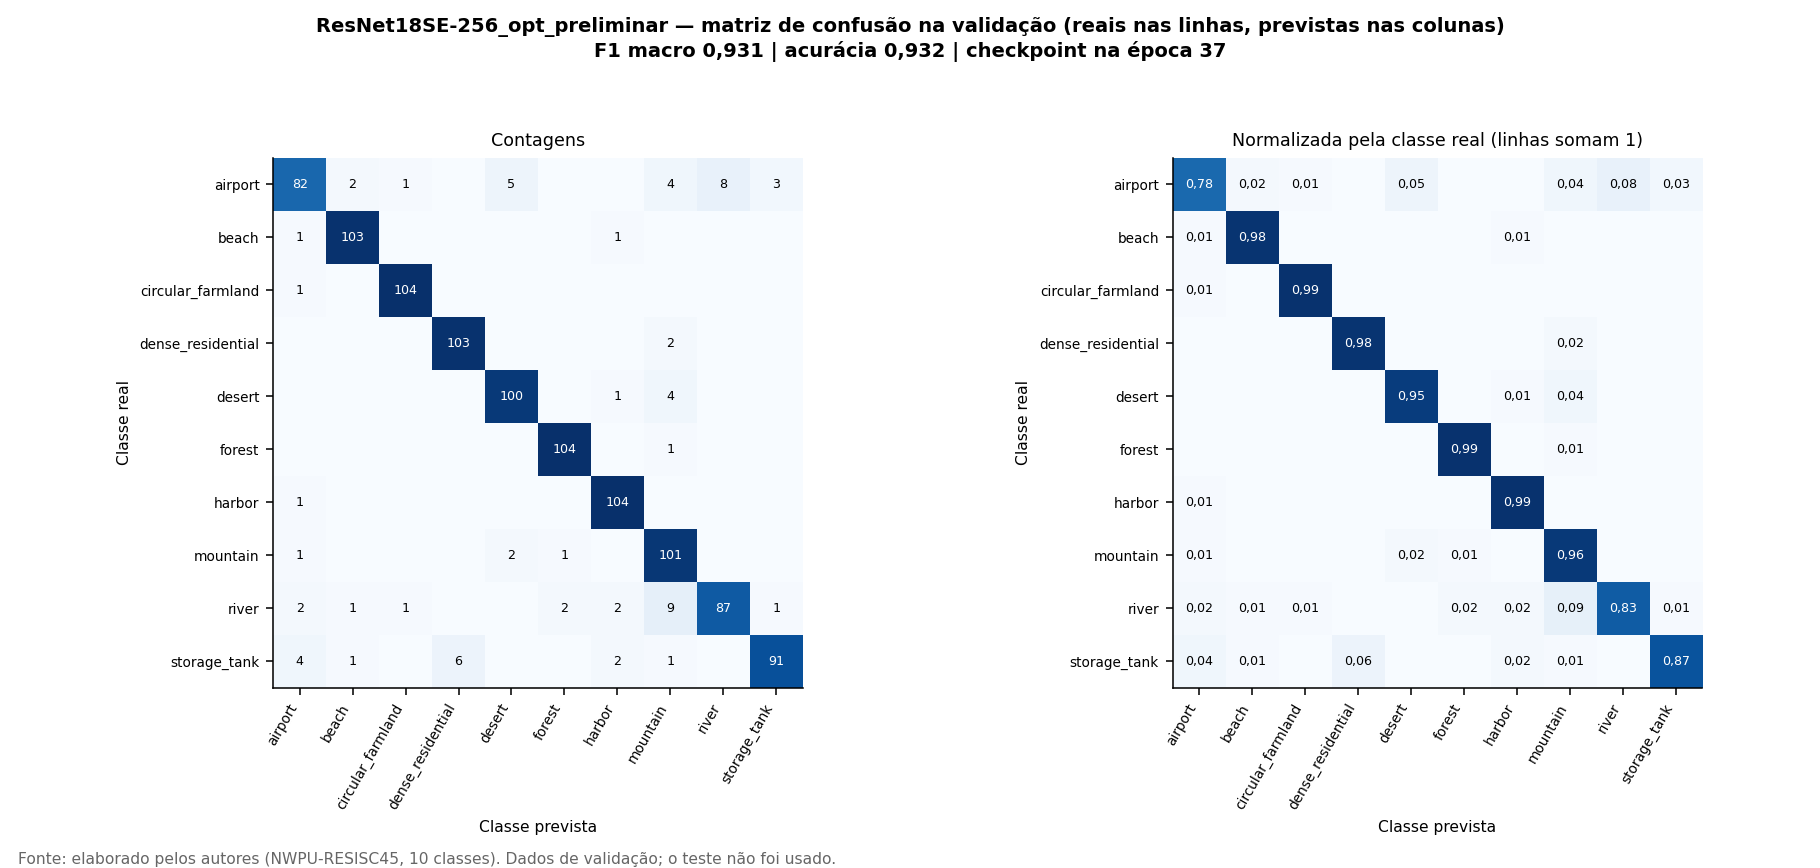 ResNet18SE-256_opt_preliminar — matriz de confusão na validação (reais nas linhas, previstas nas colunas)
F1 macro 0,931 | acurácia 0,932 | checkpoint na época 37
Contagens
airport 82 2 1 5 4 8 3
beach 1 103 1
circular_farmland 1 104
dense_residential 103 2
desert 100 1 4
forest 104 1
harbor 1 104
mountain 1 2 1 101
river 2 1 1 2 2 9 87 1
storage_tank 4 1 6 2 1 91
Classe real
airport
beach
circular_farmland
dense_residential
desert
forest
harbor
mountain
river
storage_tank
Classe prevista
Normalizada pela classe real (linhas somam 1)
airport 0,78 0,02 0,01 0,05 0,04 0,08 0,03
beach 0,01 0,98 0,01
circular_farmland 0,01 0,99
dense_residential 0,98 0,02
desert 0,95 0,01 0,04
forest 0,99 0,01
harbor 0,01 0,99
mountain 0,01 0,02 0,01 0,96
river 0,02 0,01 0,01 0,02 0,02 0,09 0,83 0,01
storage_tank 0,04 0,01 0,06 0,02 0,01 0,87
Classe real
airport
beach
circular_farmland
dense_residential
desert
forest
harbor
mountain
river
storage_tank
Classe prevista
Fonte: elaborado pelos autores (NWPU-RESISC45, 10 classes). Dados de validação; o teste não foi usado.